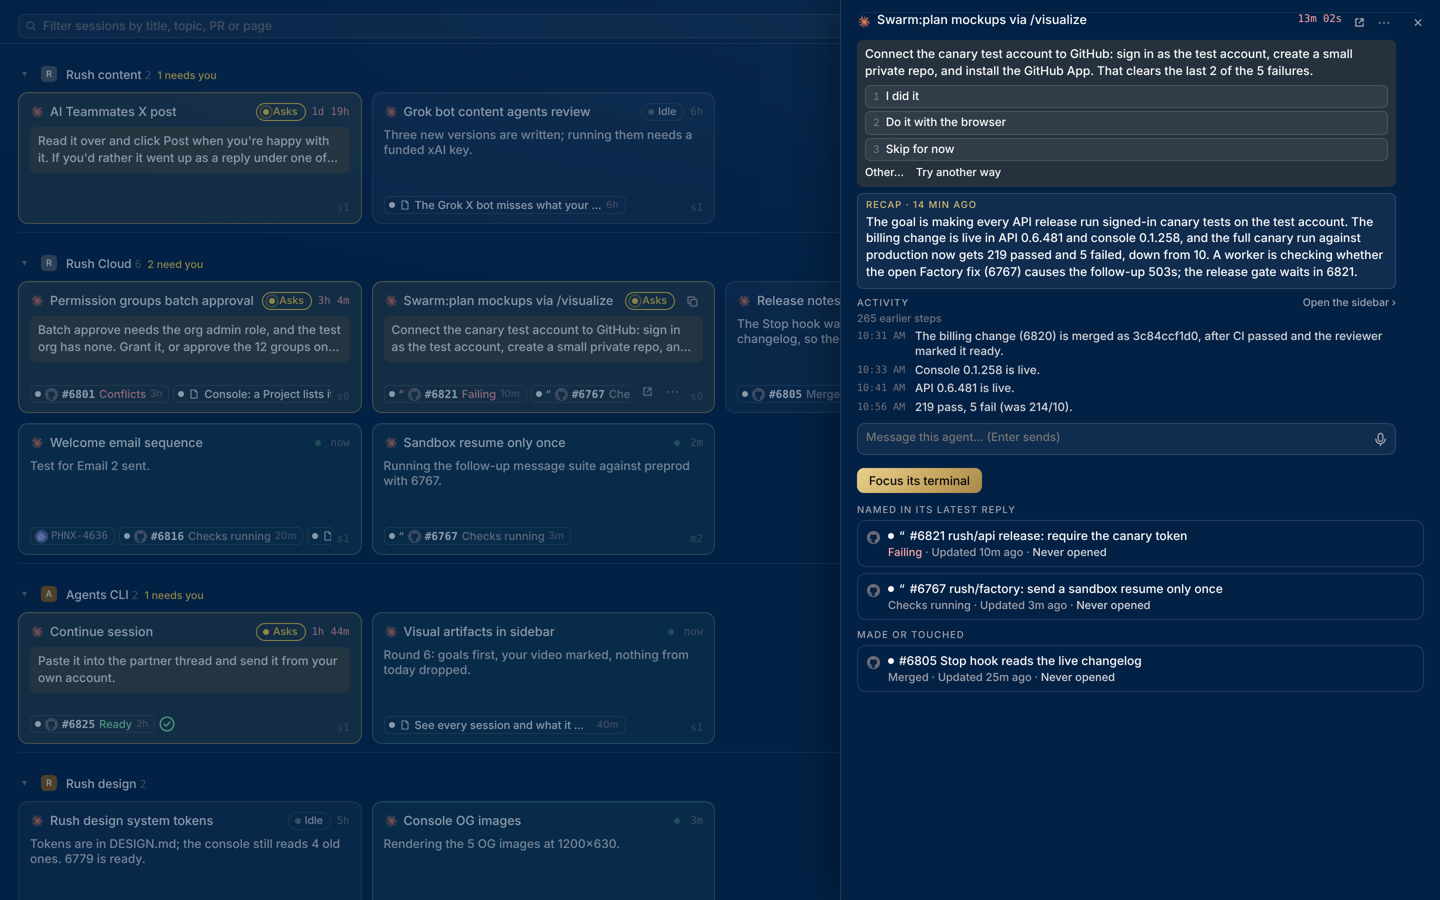 Filter sessions by title, topic, PR or page
R Rush content 2 1 needs you
AI Teammates X post Asks 1d 19h
Read it over and click Post when you're happy with
it. If you'd rather it went up as a reply under one of...
s1
Grok bot content agents review Idle 6h
Three new versions are written; running them needs a
funded xAI key.
The Grok X bot misses what your ... 6h s1
R Rush Cloud 6 2 need you
Permission groups batch approval Asks 3h 4m
Batch approve needs the org admin role, and the test
org has none. Grant it, or approve the 12 groups on...
#6801 Conflicts 3h Console: a Project lists i s0
Swarm:plan mockups via /visualize Asks
Connect the canary test account to GitHub: sign in
as the test account, create a small private repo, an...
“ #6821 Failing 10m “ #6767 Che ... s0
Release notes
The Stop hook wa
changelog, so the
#6805 Merge
Welcome email sequence now
Test for Email 2 sent.
PHNX-4636 #6816 Checks running 20m s1
Sandbox resume only once 2m
Running the follow-up message suite against preprod
with 6767.
“ #6767 Checks running 3m m2
A Agents CLI 2 1 needs you
Continue session Asks 1h 44m
Paste it into the partner thread and send it from your
own account.
#6825 Ready 2h s1
Visual artifacts in sidebar now
Round 6: goals first, your video marked, nothing from
today dropped.
See every session and what it ... 40m s1
R Rush design 2
Rush design system tokens Idle 5h
Tokens are in DESIGN.md; the console still reads 4 old
ones. 6779 is ready.
Console OG images 3m
Rendering the 5 OG images at 1200×630.
Swarm:plan mockups via /visualize 13m 02s ...
Connect the canary test account to GitHub: sign in as the test account, create a small
private repo, and install the GitHub App. That clears the last 2 of the 5 failures.
1 I did it
2 Do it with the browser
3 Skip for now
Other... Try another way
RECAP · 14 MIN AGO
The goal is making every API release run signed-in canary tests on the test account. The
billing change is live in API 0.6.481 and console 0.1.258, and the full canary run against
production now gets 219 passed and 5 failed, down from 10. A worker is checking whether
the open Factory fix (6767) causes the follow-up 503s; the release gate waits in 6821.
ACTIVITY Open the sidebar ›
265 earlier steps
10:31 AM The billing change (6820) is merged as 3c84ccf1d0, after CI passed and the reviewer
marked it ready.
10:33 AM Console 0.1.258 is live.
10:41 AM API 0.6.481 is live.
10:56 AM 219 pass, 5 fail (was 214/10).
Message this agent... (Enter sends)
Focus its terminal
NAMED IN ITS LATEST REPLY
“ #6821 rush/api release: require the canary token
Failing · Updated 10m ago · Never opened
“ #6767 rush/factory: send a sandbox resume only once
Checks running · Updated 3m ago · Never opened
MADE OR TOUCHED
#6805 Stop hook reads the live changelog
Merged · Updated 25m ago · Never opened